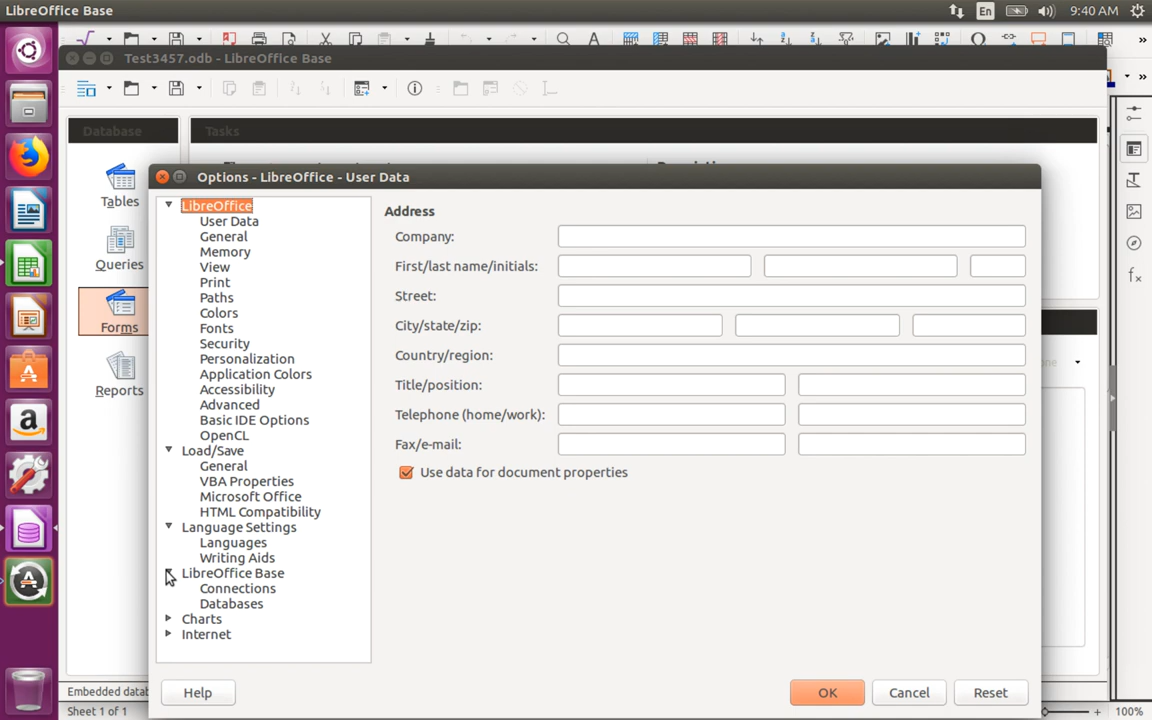 LibreOffice Base
En
9:40 AM
Test3457.odb - LibreOffice Base
Database
Tasks
Tables
Queries
Forms
Reports
Options - LibreOffice - User Data
LibreOffice
User Data
General
Memory
View
Print
Paths
Colors
Fonts
Security
Personalization
Application Colors
Accessibility
Advanced
Basic IDE Options
OpenCL
Load/Save
General
VBA Properties
Microsoft Office
HTML Compatibility
Language Settings
Languages
Writing Aids
LibreOffice Base
Connections
Databases
Charts
Internet
Address
Company:
First/last name/initials:
Street:
City/state/zip:
Country/region:
Title/position:
Telephone (home/work):
Fax/e-mail:
Use data for document properties
Help
OK
Cancel
Reset
Embedded
Sheet 1 of 1
100%